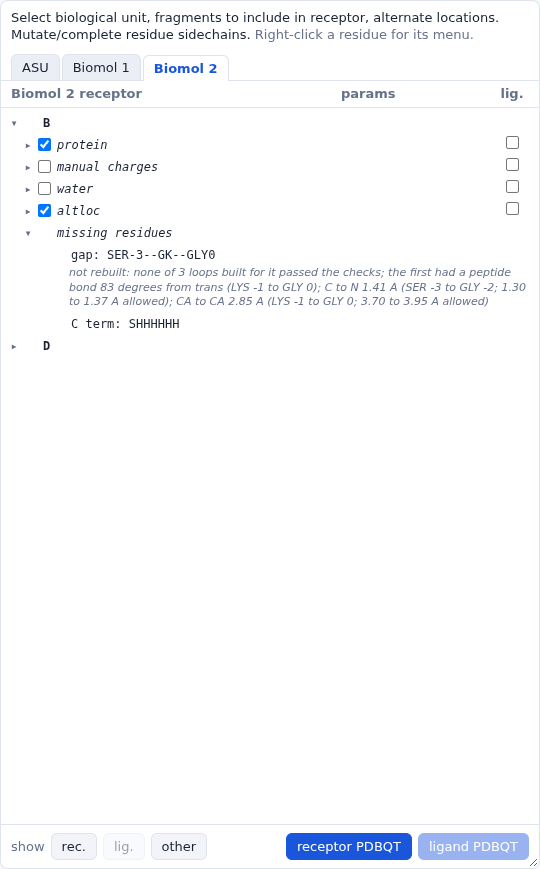 Select biological unit, fragments to include in receptor, alternate locations.
Mutate/complete residue sidechains. Right-click a residue for its menu.
ASU Biomol 1 Biomol 2
Biomol 2 receptor params lig.
B
protein
manual charges
water
altloc
missing residues
gap: SER-3--GK--GLY0
not rebuilt: none of 3 loops built for it passed the checks; the first had a peptide
bond 83 degrees from trans (LYS -1 to GLY 0); C to N 1.41 A (SER -3 to GLY -2; 1.30
to 1.37 A allowed); CA to CA 2.85 A (LYS -1 to GLY 0; 3.70 to 3.95 A allowed)
C term: SHHHHHH
D
show rec. lig. other receptor PDBQT ligand PDBQT